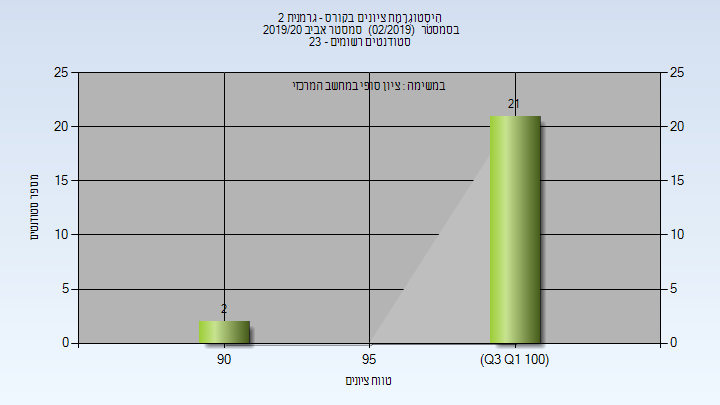 היסטוגרמת ציונים בקורס - גרמנית 2
בסמסטר (02/2019) סמסטר אביב 2019/20
סטודנטים רשומים - 23
במשימה : ציון סופי במחשב המרכזי
25
25
21
20
20
15
15
10
10
5
5
2
0
0
90
95
(Q3 Q1 100)
מספר סטודנטים
טווח ציונים